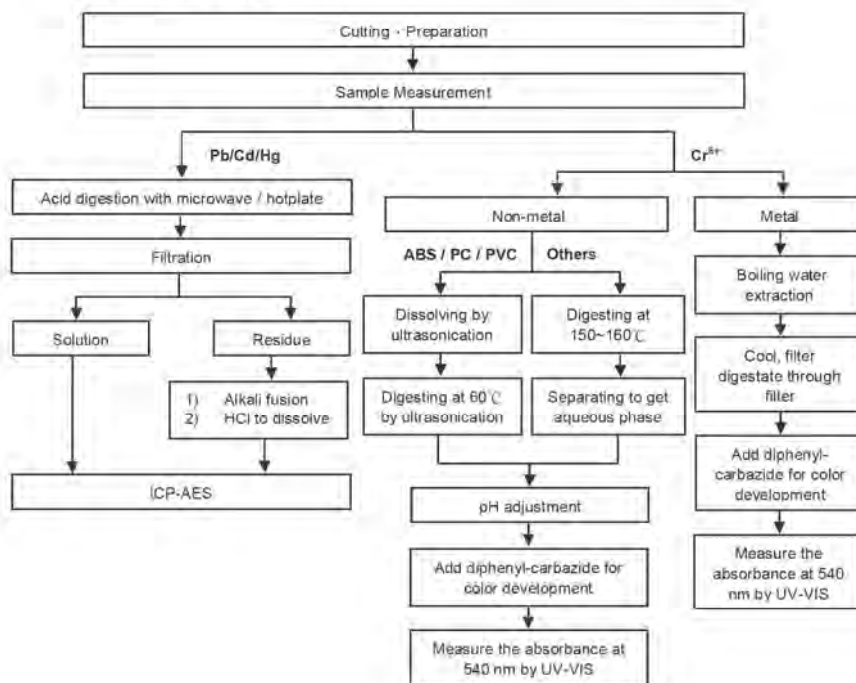 Cutting · Preparation
Sample Measurement
Pb/Cd/Hg
Cr6+
Acid digestion with microwave / hotplate
Non-metal
Metal
Filtration
ABS / PC / PVC
Others
Boiling water
extraction
Solution
Residue
Dissolving by
ultrasonication
Digesting at
150~160℃
Cool, filter
digestate through
filter
1) Alkali fusion
2) HCl to dissolve
Digesting at 60℃
by ultrasonication
Separating to get
aqueous phase
Add diphenyl-
carbazide for color
development
ICP-AES
pH adjustment
Measure the
absorbance at 540
nm by UV-VIS
Add diphenyl-carbazide for
color development
Measure the absorbance at
540 nm by UV-VIS